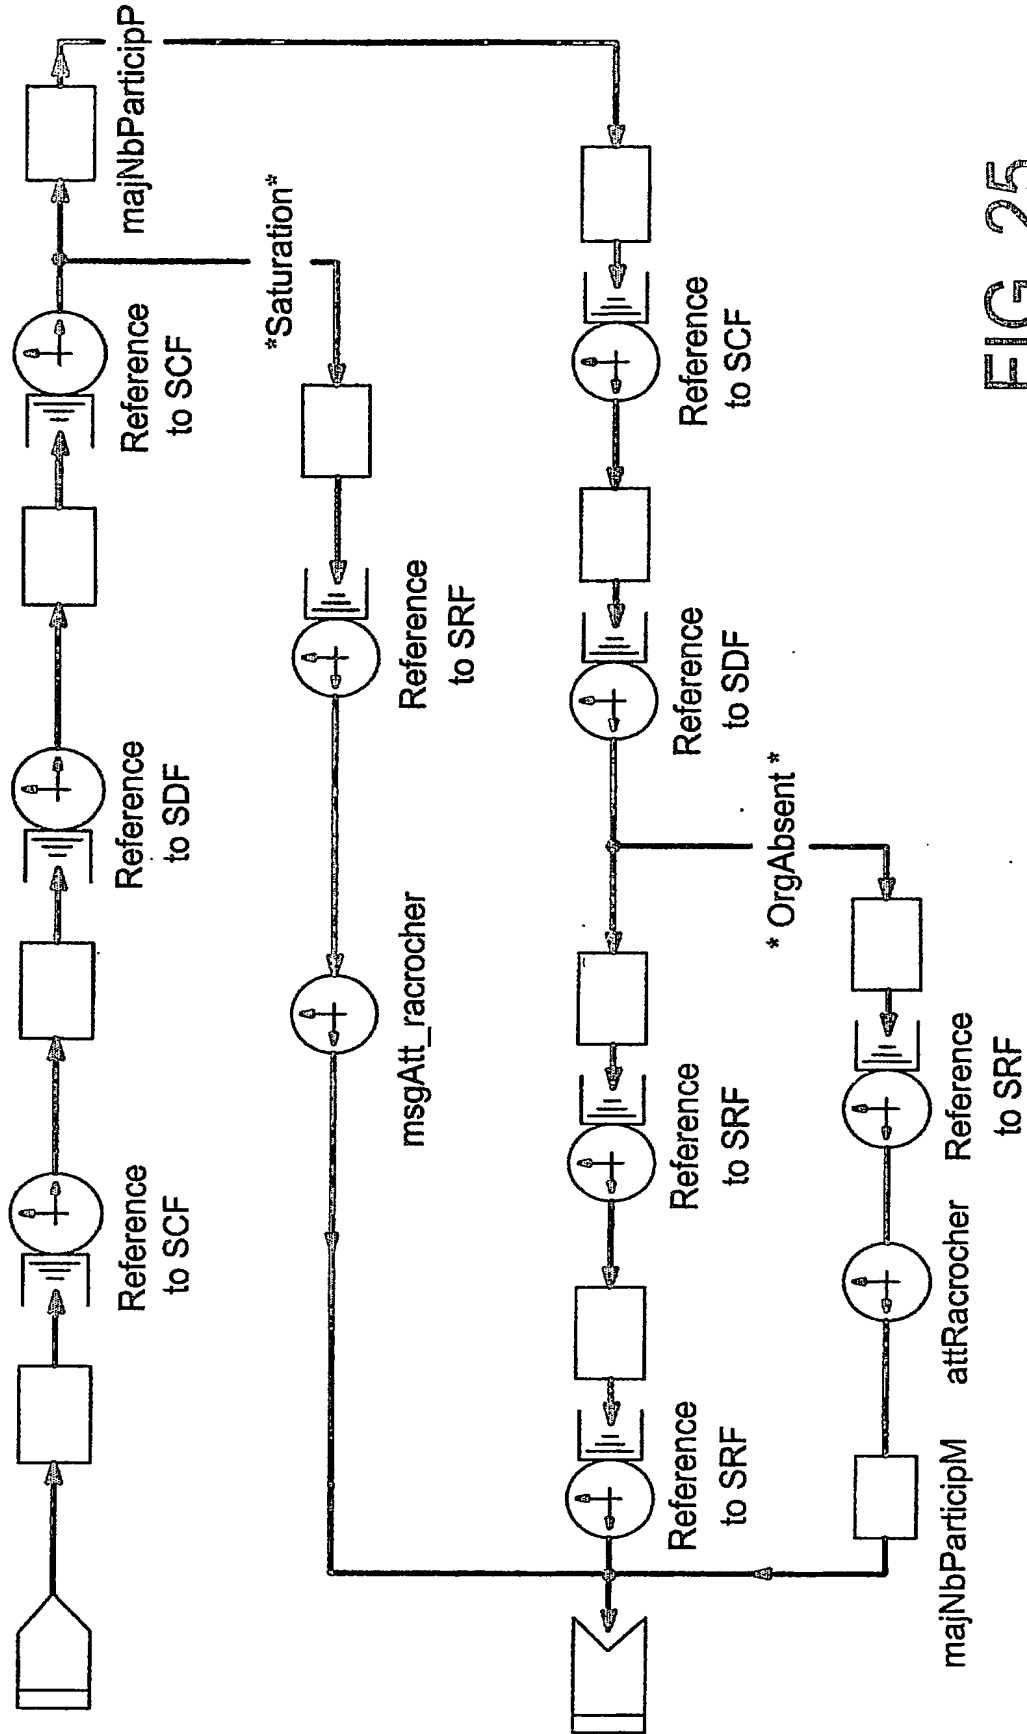 Reference
to SCF
Reference
to SDF
Reference
to SCF
majNbParticipP
*Saturation*
Reference
to SRF
msgAtt_racrocher
Reference
to SCF
Reference
to SDF
* OrgAbsent *
Reference
to SRF
Reference
to SRF
Reference
to SRF
attRacrocher
majNbParticipM
FIG 25